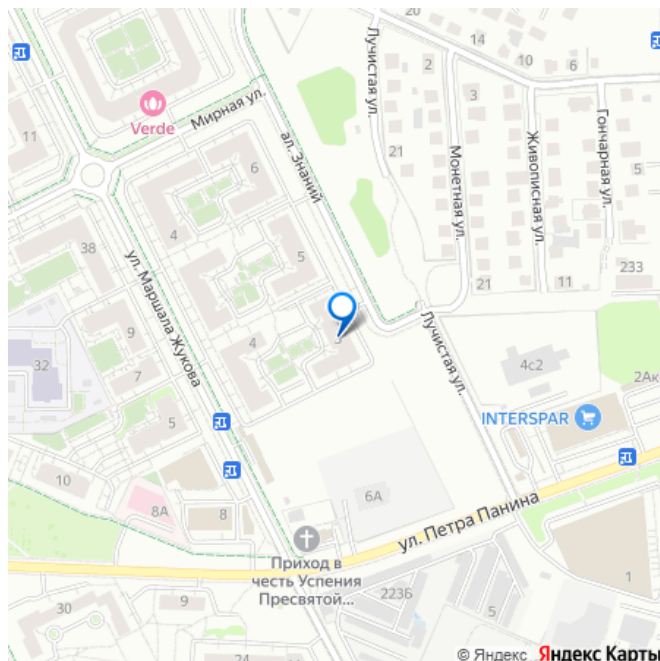 14
2
10
6
Лучистая ул.
3
Verde
Мирная ул.
11
6
21
ал. Знаний
Монетная ул.
Живописная ул.
Гончарная ул.
5
4
38
5
233
21
11
ул. Маршала Жукова
9
4
3
Лучистая ул.
4с2
32
7
2Ак
5
INTERSPAR
10
8А
8
6А
ул. Петра Панина
Приход в
честь Успения
Пресвятой...
223Б
1
30
9
5
24
© Яндекс Яндекс Карты